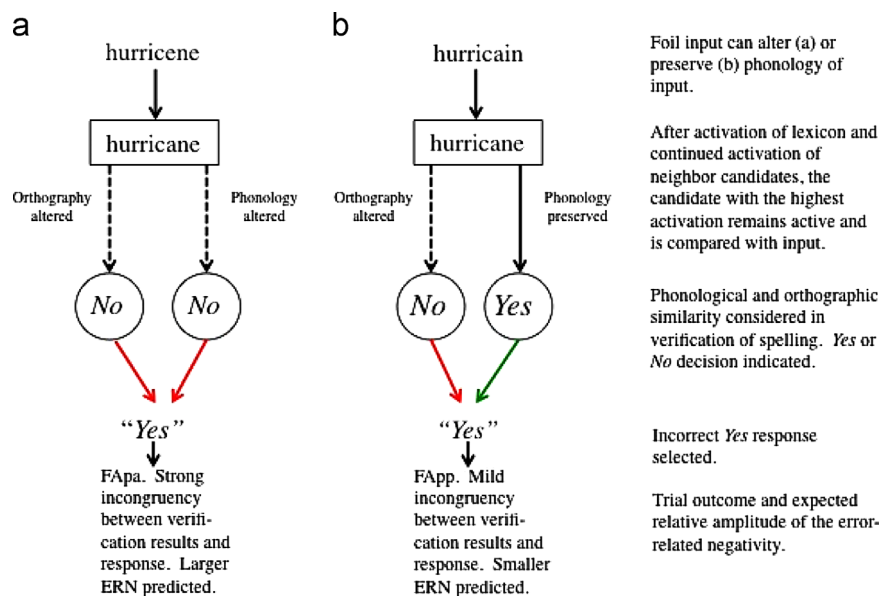 a
hurricene
hurricane
Orthography
altered
Phonology
altered
No
No
“Yes”
FApa. Strong
incongruency
between verifi-
cation results and
response. Larger
ERN predicted.
b
hurricain
hurricane
Orthography
altered
Phonology
preserved
No
Yes
“Yes”
FApp. Mild
incongruency
between verifi-
cation results and
response. Smaller
ERN predicted.
Foil input can alter (a) or
preserve (b) phonology of
input.
After activation of lexicon and
continued activation of
neighbor candidates, the
candidate with the highest
activation remains active and
is compared with input.
Phonological and orthographic
similarity considered in
verification of spelling. Yes or
No decision indicated.
Incorrect Yes response
selected.
Trial outcome and expected
relative amplitude of the error-
related negativity.